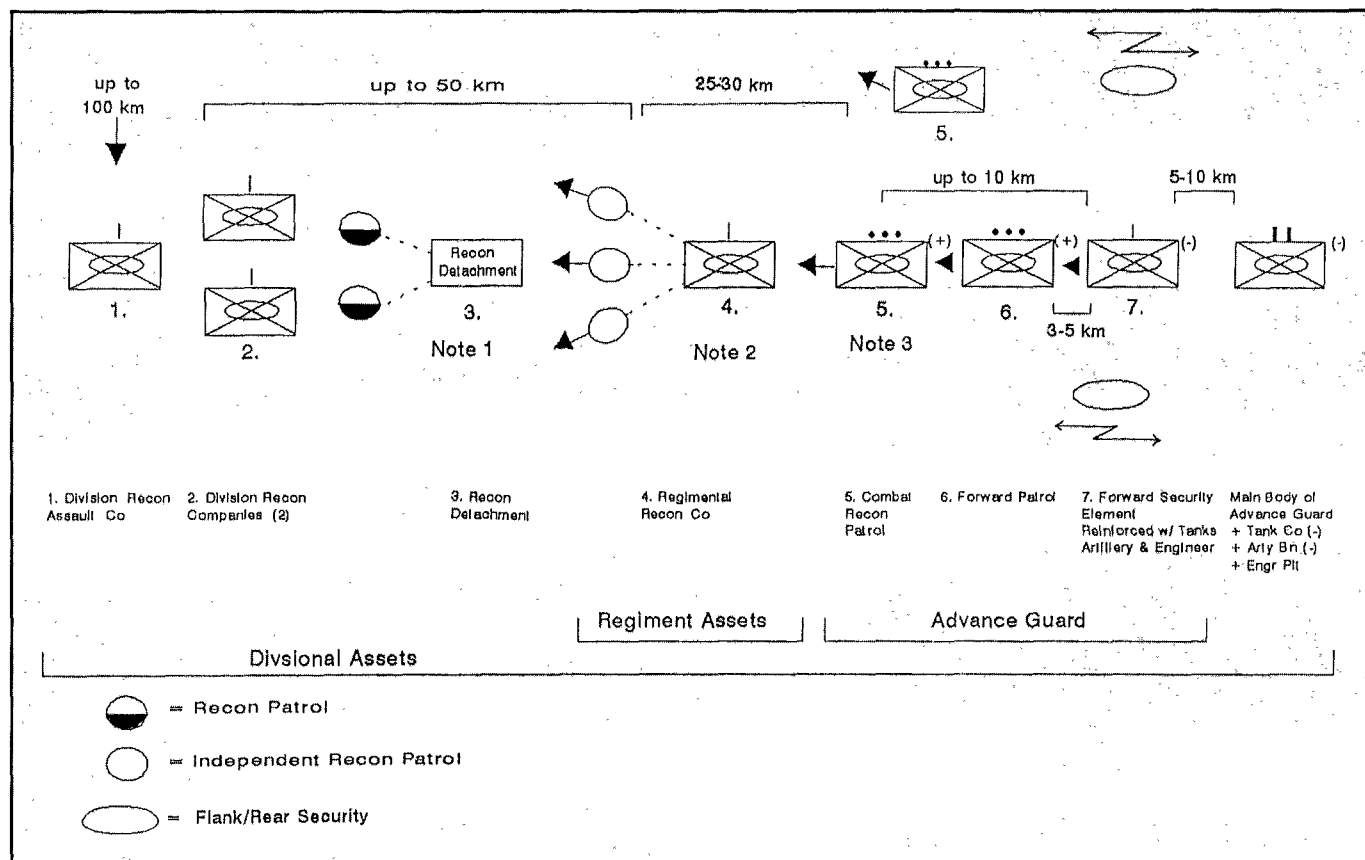 up to
100 km
up to 50 km
25-30 km
5.
up to 10 km
5-10 km
(+)
(+)
(-)
(-)
Recon
Detachment
1.
2.
3.
4.
5.
6.
7.
3-5 km
Note 1
Note 2
Note 3
1. Division Recon
Assault Co
2. Division Recon
Companies (2)
3. Recon
Detachment
4. Regimental
Recon Co
5. Combat
Recon
Patrol
6. Forward Patrol
7. Forward Security
Element
Reinforced w/ Tanks
Artillery & Engineer
Main Body of
Advance Guard
+ Tank Co (-)
+ Arty Bn (-)
+ Engr Plt
Regiment Assets
Advance Guard
Divsional Assets
= Recon Patrol
= Independent Recon Patrol
= Flank/Rear Security